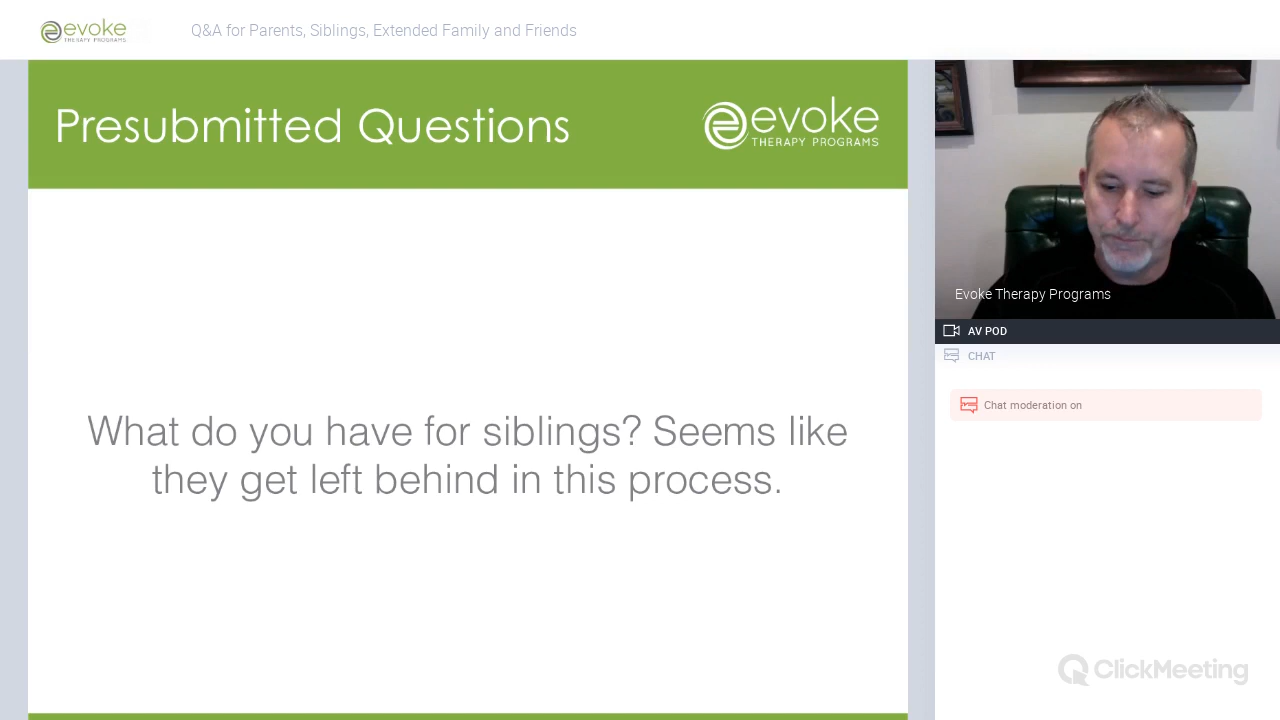 evoke
THERAPY PROGRAMS
Q&A for Parents, Siblings, Extended Family and Friends
Presubmitted Questions
evoke
THERAPY PROGRAMS
What do you have for siblings? Seems like
they get left behind in this process.
Evoke Therapy Programs
AV POD
CHAT
Chat moderation on
ClickMeeting